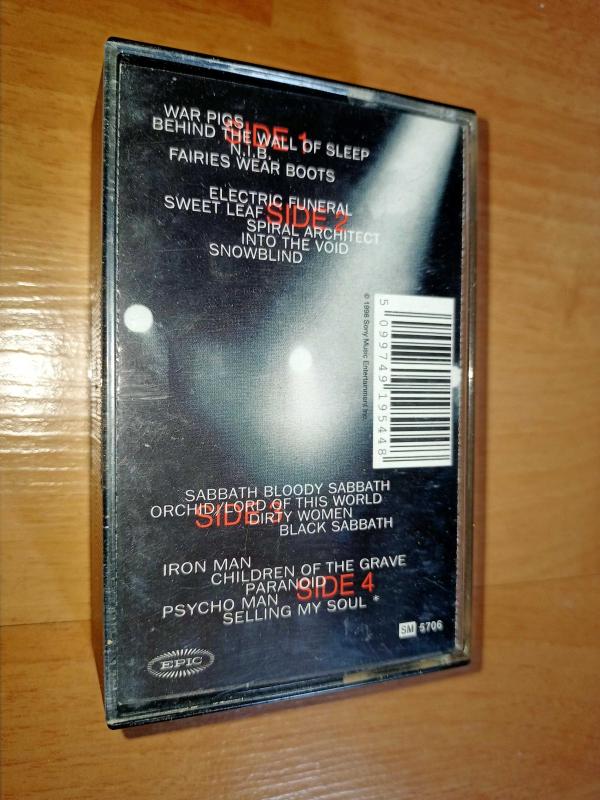 WAR PIGS
SIDE 1
BEHIND THE WALL OF SLEEP
N.I.B.
FAIRIES WEAR BOOTS
ELECTRIC FUNERAL
SWEET LEAF
SIDE 2
SPIRAL ARCHITECT
INTO THE VOID
SNOWBLIND
© 1998 Sony Music Entertainment Inc.
5 099749 195448
SABBATH BLOODY SABBATH
ORCHID/LORD OF THIS WORLD
SIDE 3
DIRTY WOMEN
BLACK SABBATH
IRON MAN
CHILDREN OF THE GRAVE
PARANOID
SIDE 4
PSYCHO MAN
SELLING MY SOUL *
SM 5706
EPIC